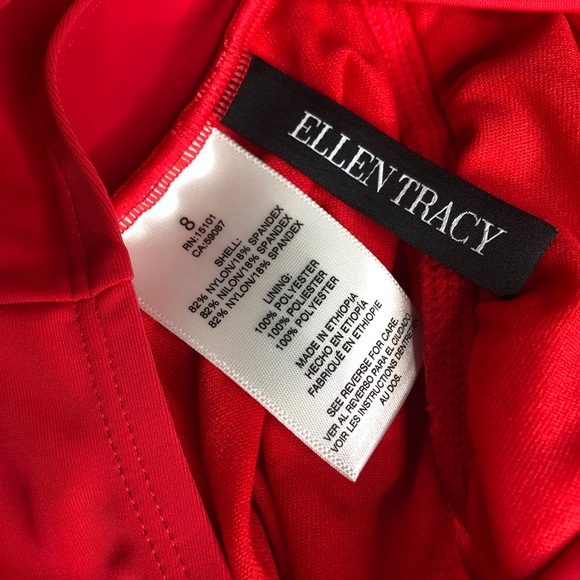 ELLEN TRACY
8
RN:15101
CA:59087
SHELL:
82% NYLON/18% SPANDEX
82% NILON/18% SPANDEX
82% NYLON/18% SPANDEX
LINING:
100% POLYESTER
100% POLIESTER
100% POLYESTER
MADE IN ETHIOPIA
HECHO EN ETIOPIA
FABRIQUÉ EN ETHIOPIE
SEE REVERSE FOR CARE.
VER AL REVERSO PARA EL CUIDADO
VOIR LES INSTRUCTIONS D'ENTRETIEN
AU DOS.